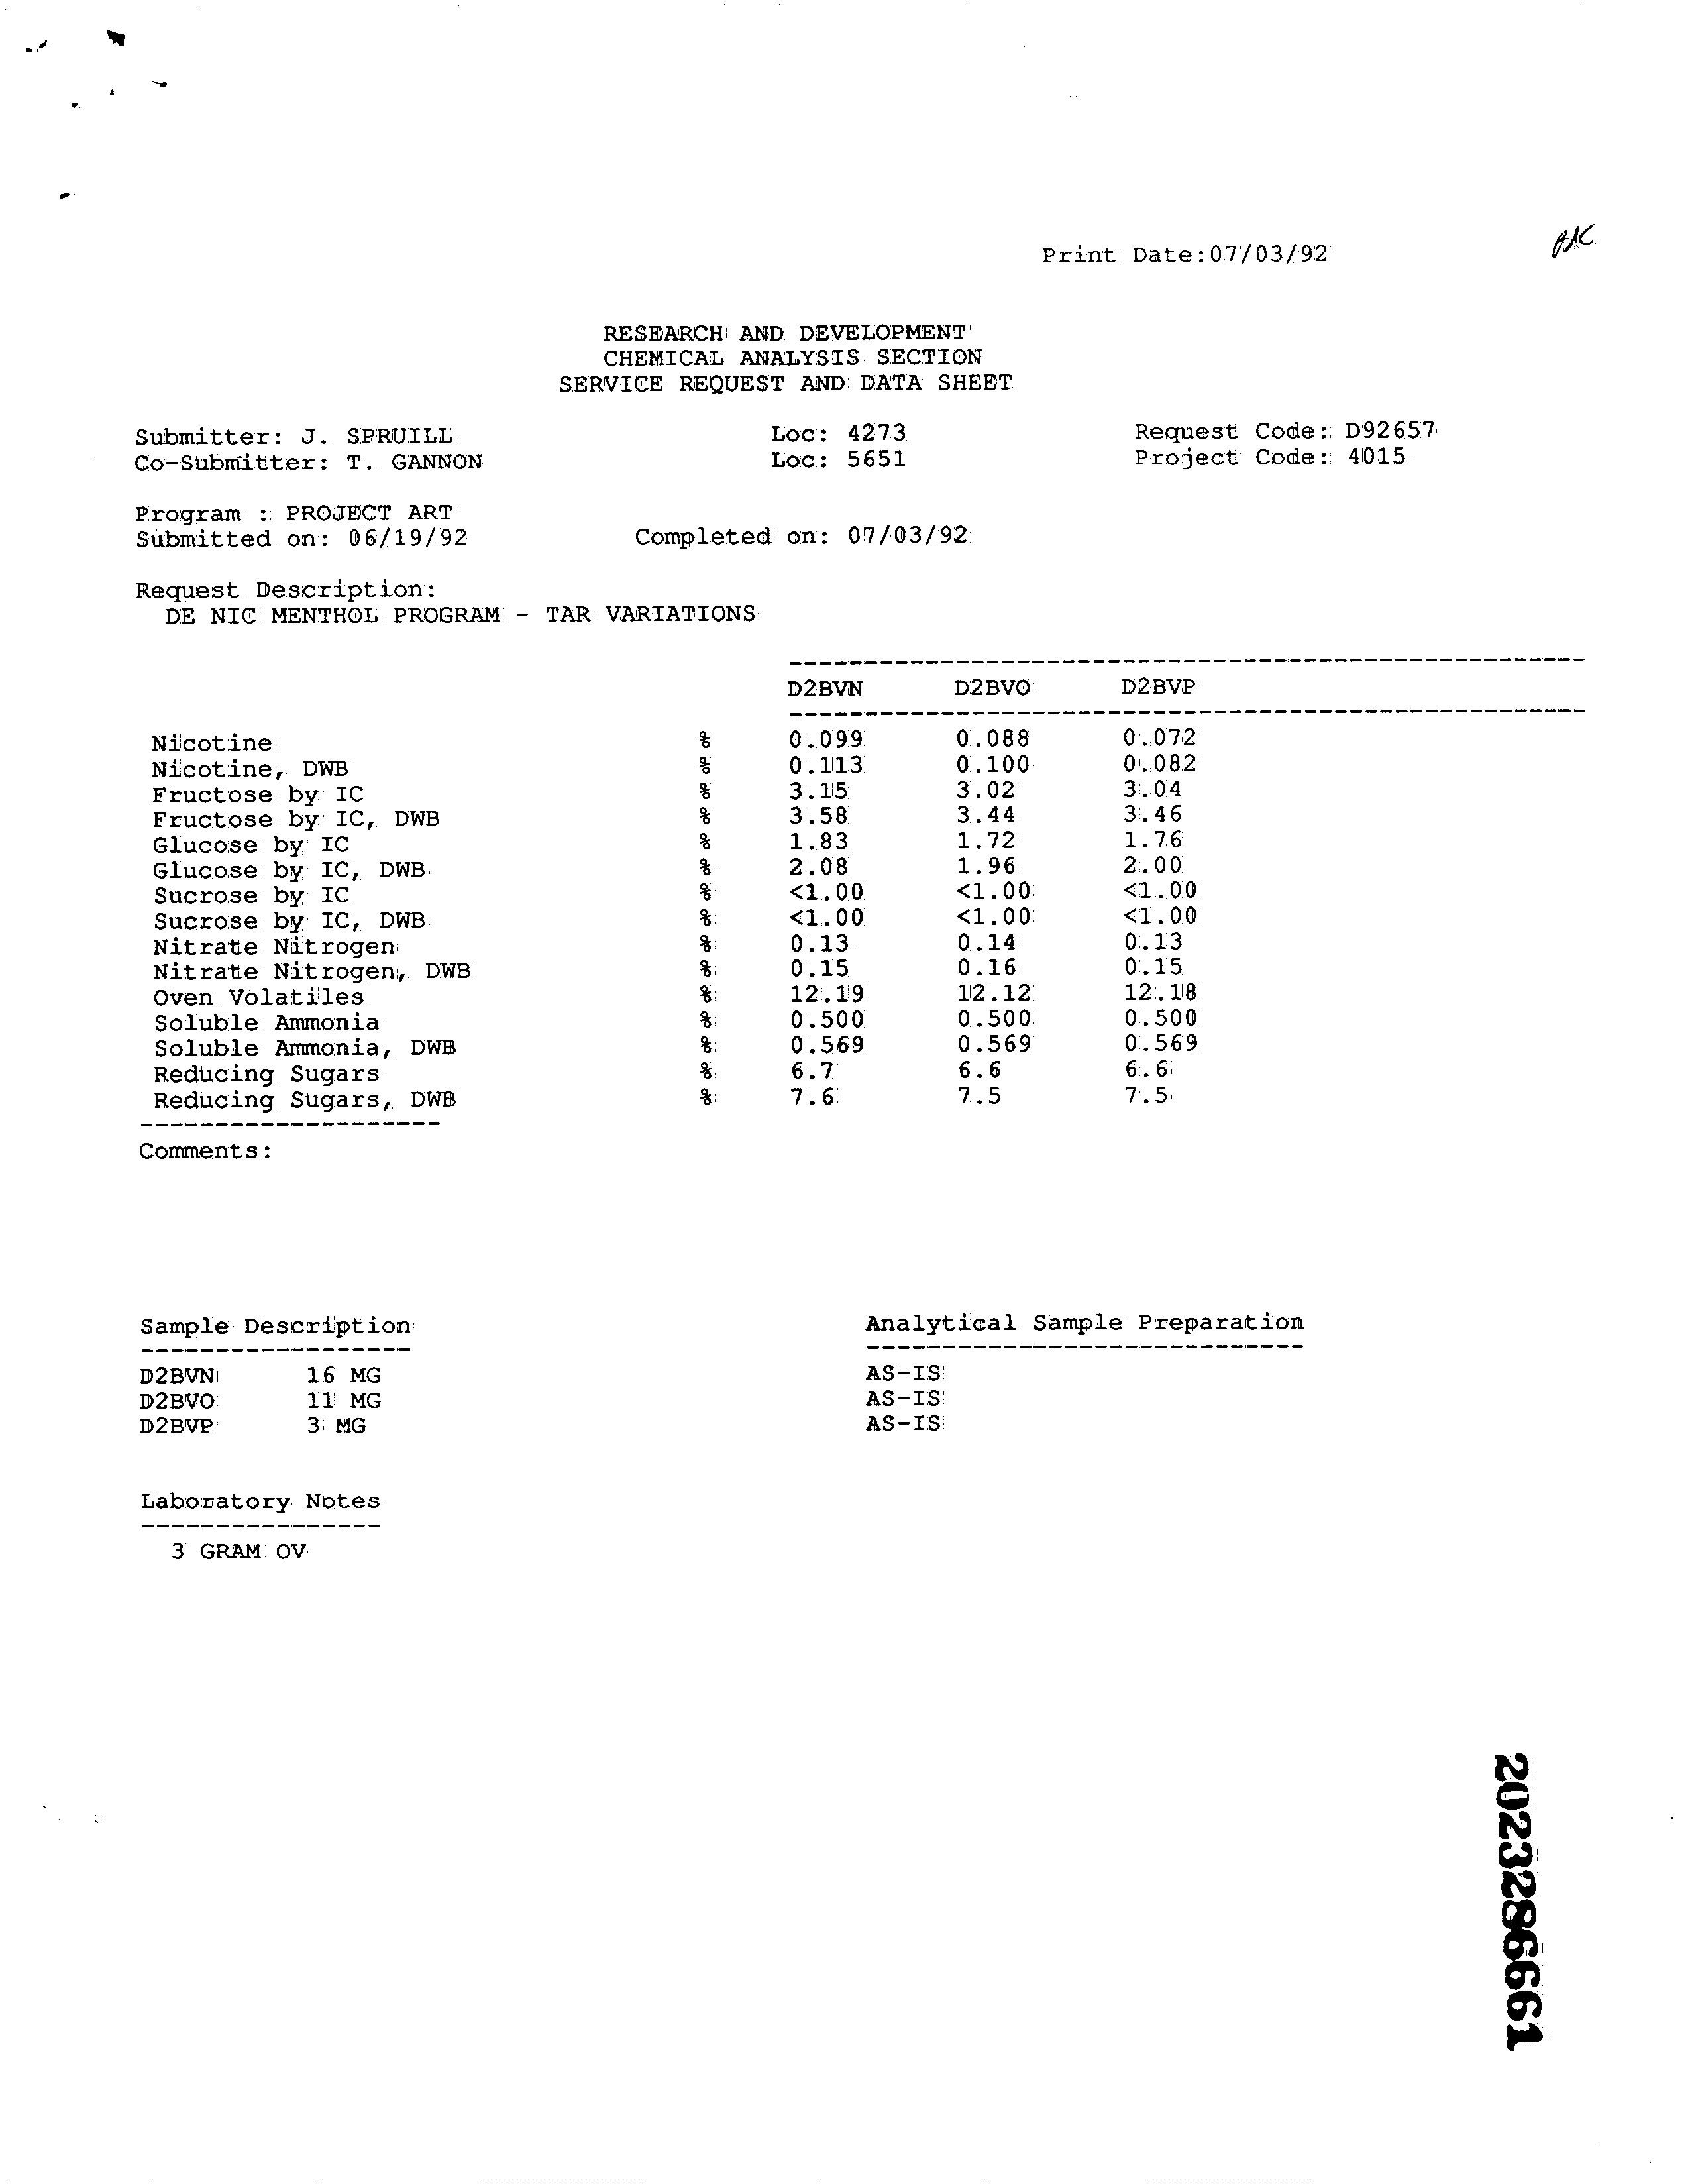 Print Date:07/03/92
RESEARCH AND DEVELOPMENT
CHEMICAL ANALYSIS SECTION
SERVICE REQUEST AND DATA SHEET
Submitter: J. SPRUILL Loc: 4273 Request Code: D92657
Co-Submitter: T. GANNON Loc: 5651 Project Code: 4015
Program : PROJECT ART
Submitted on: 06/19/92 Completed on: 07/03/92
Request Description:
DE NIC MENTHOL PROGRAM - TAR VARIATIONS
D2BVN D2BVO D2BVP
Nicotine % 0.099 0.088 0.072
Nicotine, DWB % 0.113 0.100 0.082
Fructose by IC % 3.15 3.02 3.04
Fructose by IC, DWB % 3.58 3.44 3.46
Glucose by IC % 1.83 1.72 1.76
Glucose by IC, DWB % 2.08 1.96 2.00
Sucrose by IC % <1.00 <1.00 <1.00
Sucrose by IC, DWB % <1.00 <1.00 <1.00
Nitrate Nitrogen % 0.13 0.14 0.13
Nitrate Nitrogen, DWB % 0.15 0.16 0.15
Oven Volatiles % 12.19 12.12 12.18
Soluble Ammonia % 0.500 0.500 0.500
Soluble Ammonia, DWB % 0.569 0.569 0.569
Reducing Sugars % 6.7 6.6 6.6
Reducing Sugars, DWB % 7.6 7.5 7.5
Comments:
Sample Description Analytical Sample Preparation
D2BVN 16 MG AS-IS
D2BVO 11 MG AS-IS
D2BVP 3 MG AS-IS
Laboratory Notes
3 GRAM OV
2023286661